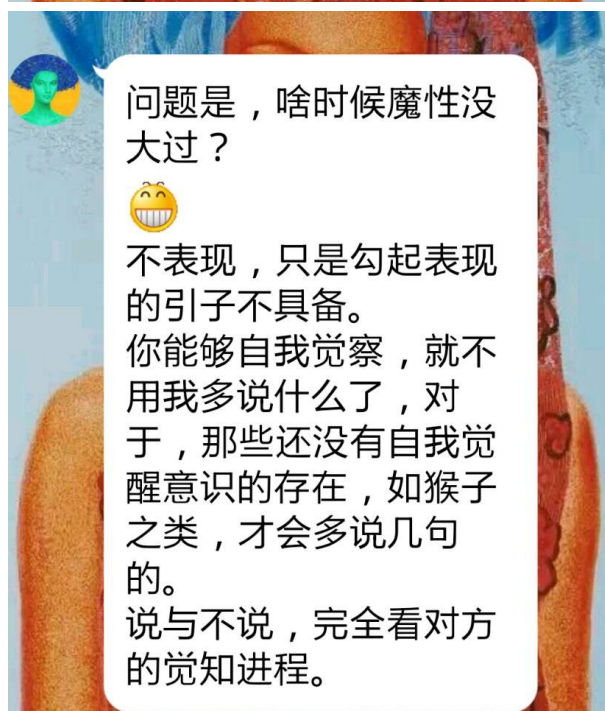 问题是，啥时候魔性没
大过？
不表现，只是勾起表现
的引子不具备。
你能够自我觉察，就不
用我多说什么了，对
于，那些还没有自我觉
醒意识的存在，如猴子
之类，才会多说几句
的。
说与不说，完全看对方
的觉知进程。